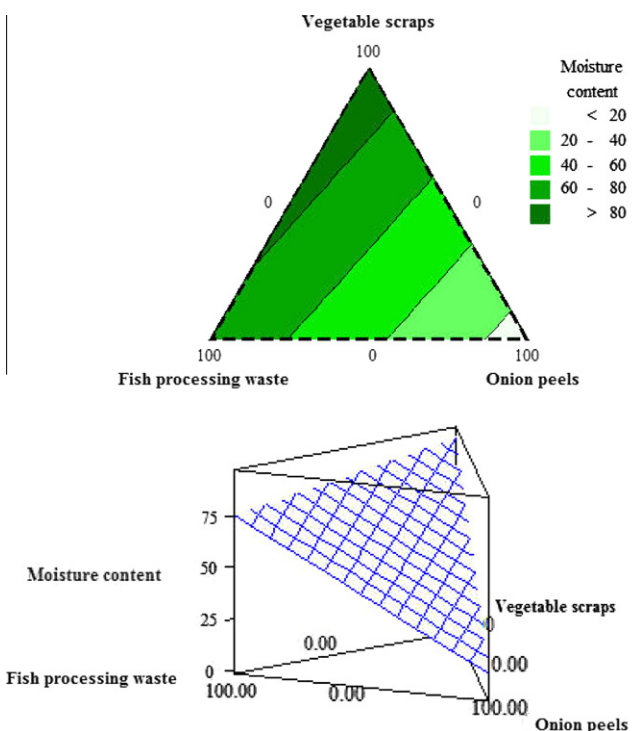 Vegetable scraps
100
Moisture
content
< 20
20 - 40
40 - 60
60 - 80
> 80
0 0
100 0 100
Fish processing waste Onion peels
75
50
Moisture content
25
Vegetable scraps
0.00
0.00
0
Fish processing waste
100.00
0.00
100.00
Onion peels